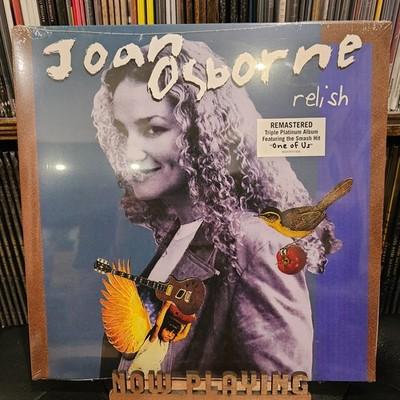 Joan
Osborne
relish
REMASTERED
Triple Platinum Album
Featuring the Smash Hit
"One of Us"
NOW PLAYING